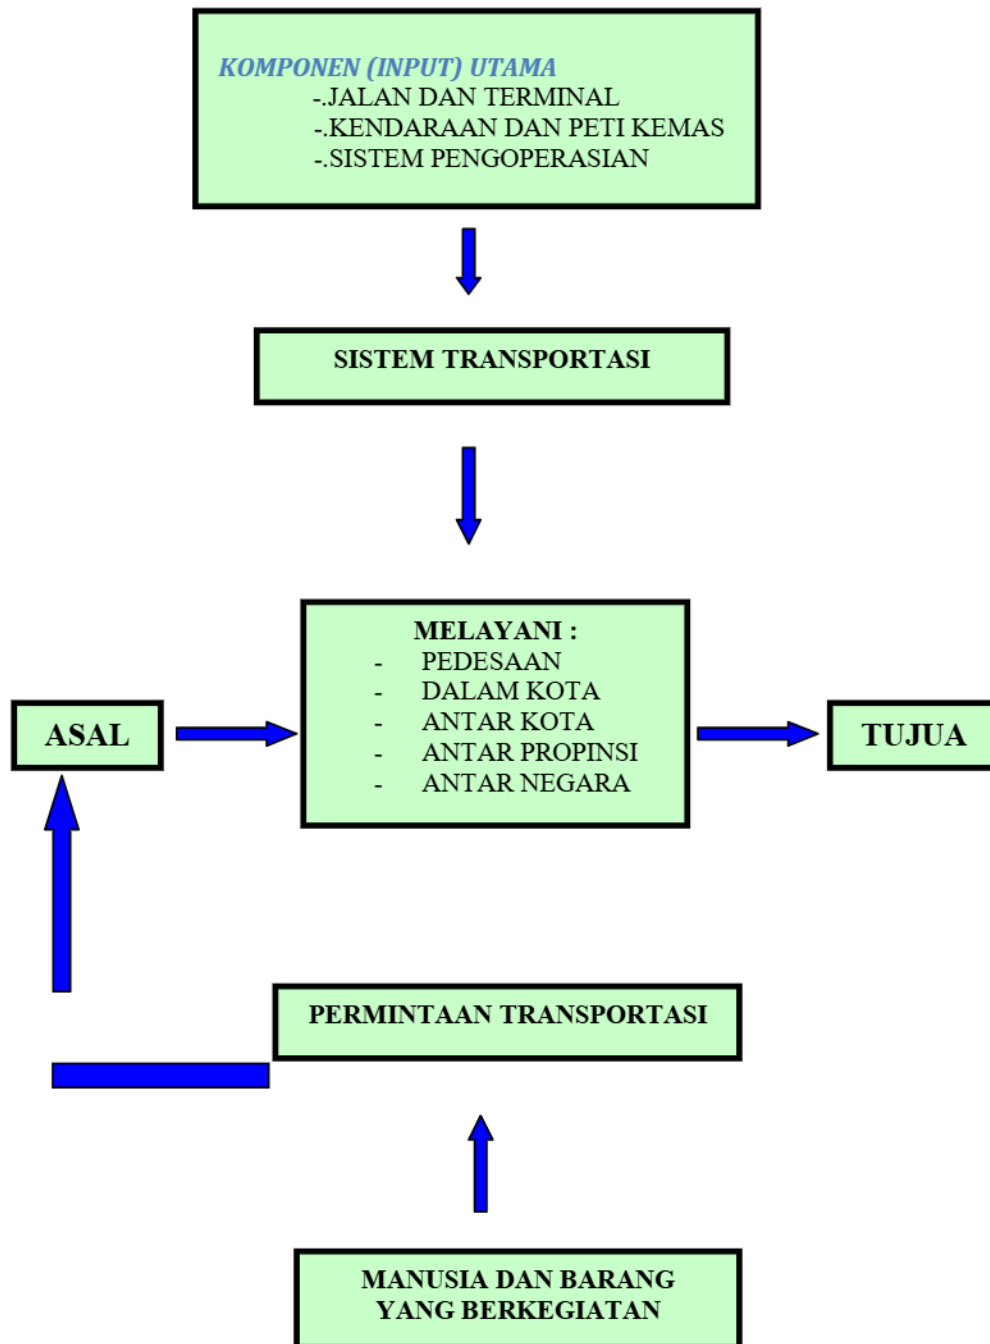 KOMPONEN (INPUT) UTAMA
-.JALAN DAN TERMINAL
-.KENDARAAN DAN PETI KEMAS
-.SISTEM PENGOPERASIAN
SISTEM TRANSPORTASI
MELAYANI :
- PEDESAAN
- DALAM KOTA
- ANTAR KOTA
- ANTAR PROPINSI
- ANTAR NEGARA
ASAL
TUJUA
PERMINTAAN TRANSPORTASI
MANUSIA DAN BARANG
YANG BERKEGIATAN